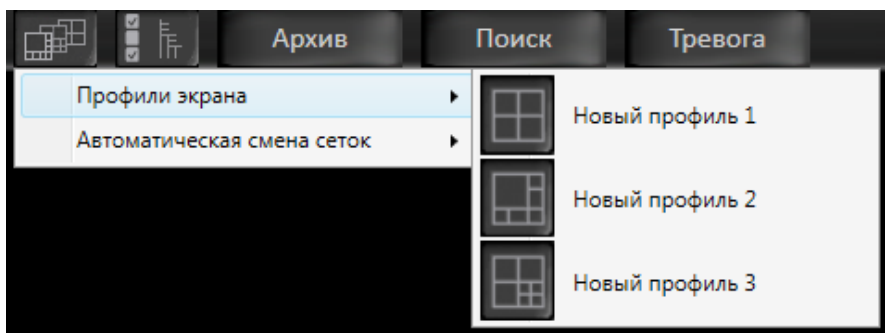 Архив Поиск Тревога
Профили экрана
Автоматическая смена сеток
Новый профиль 1
Новый профиль 2
Новый профиль 3